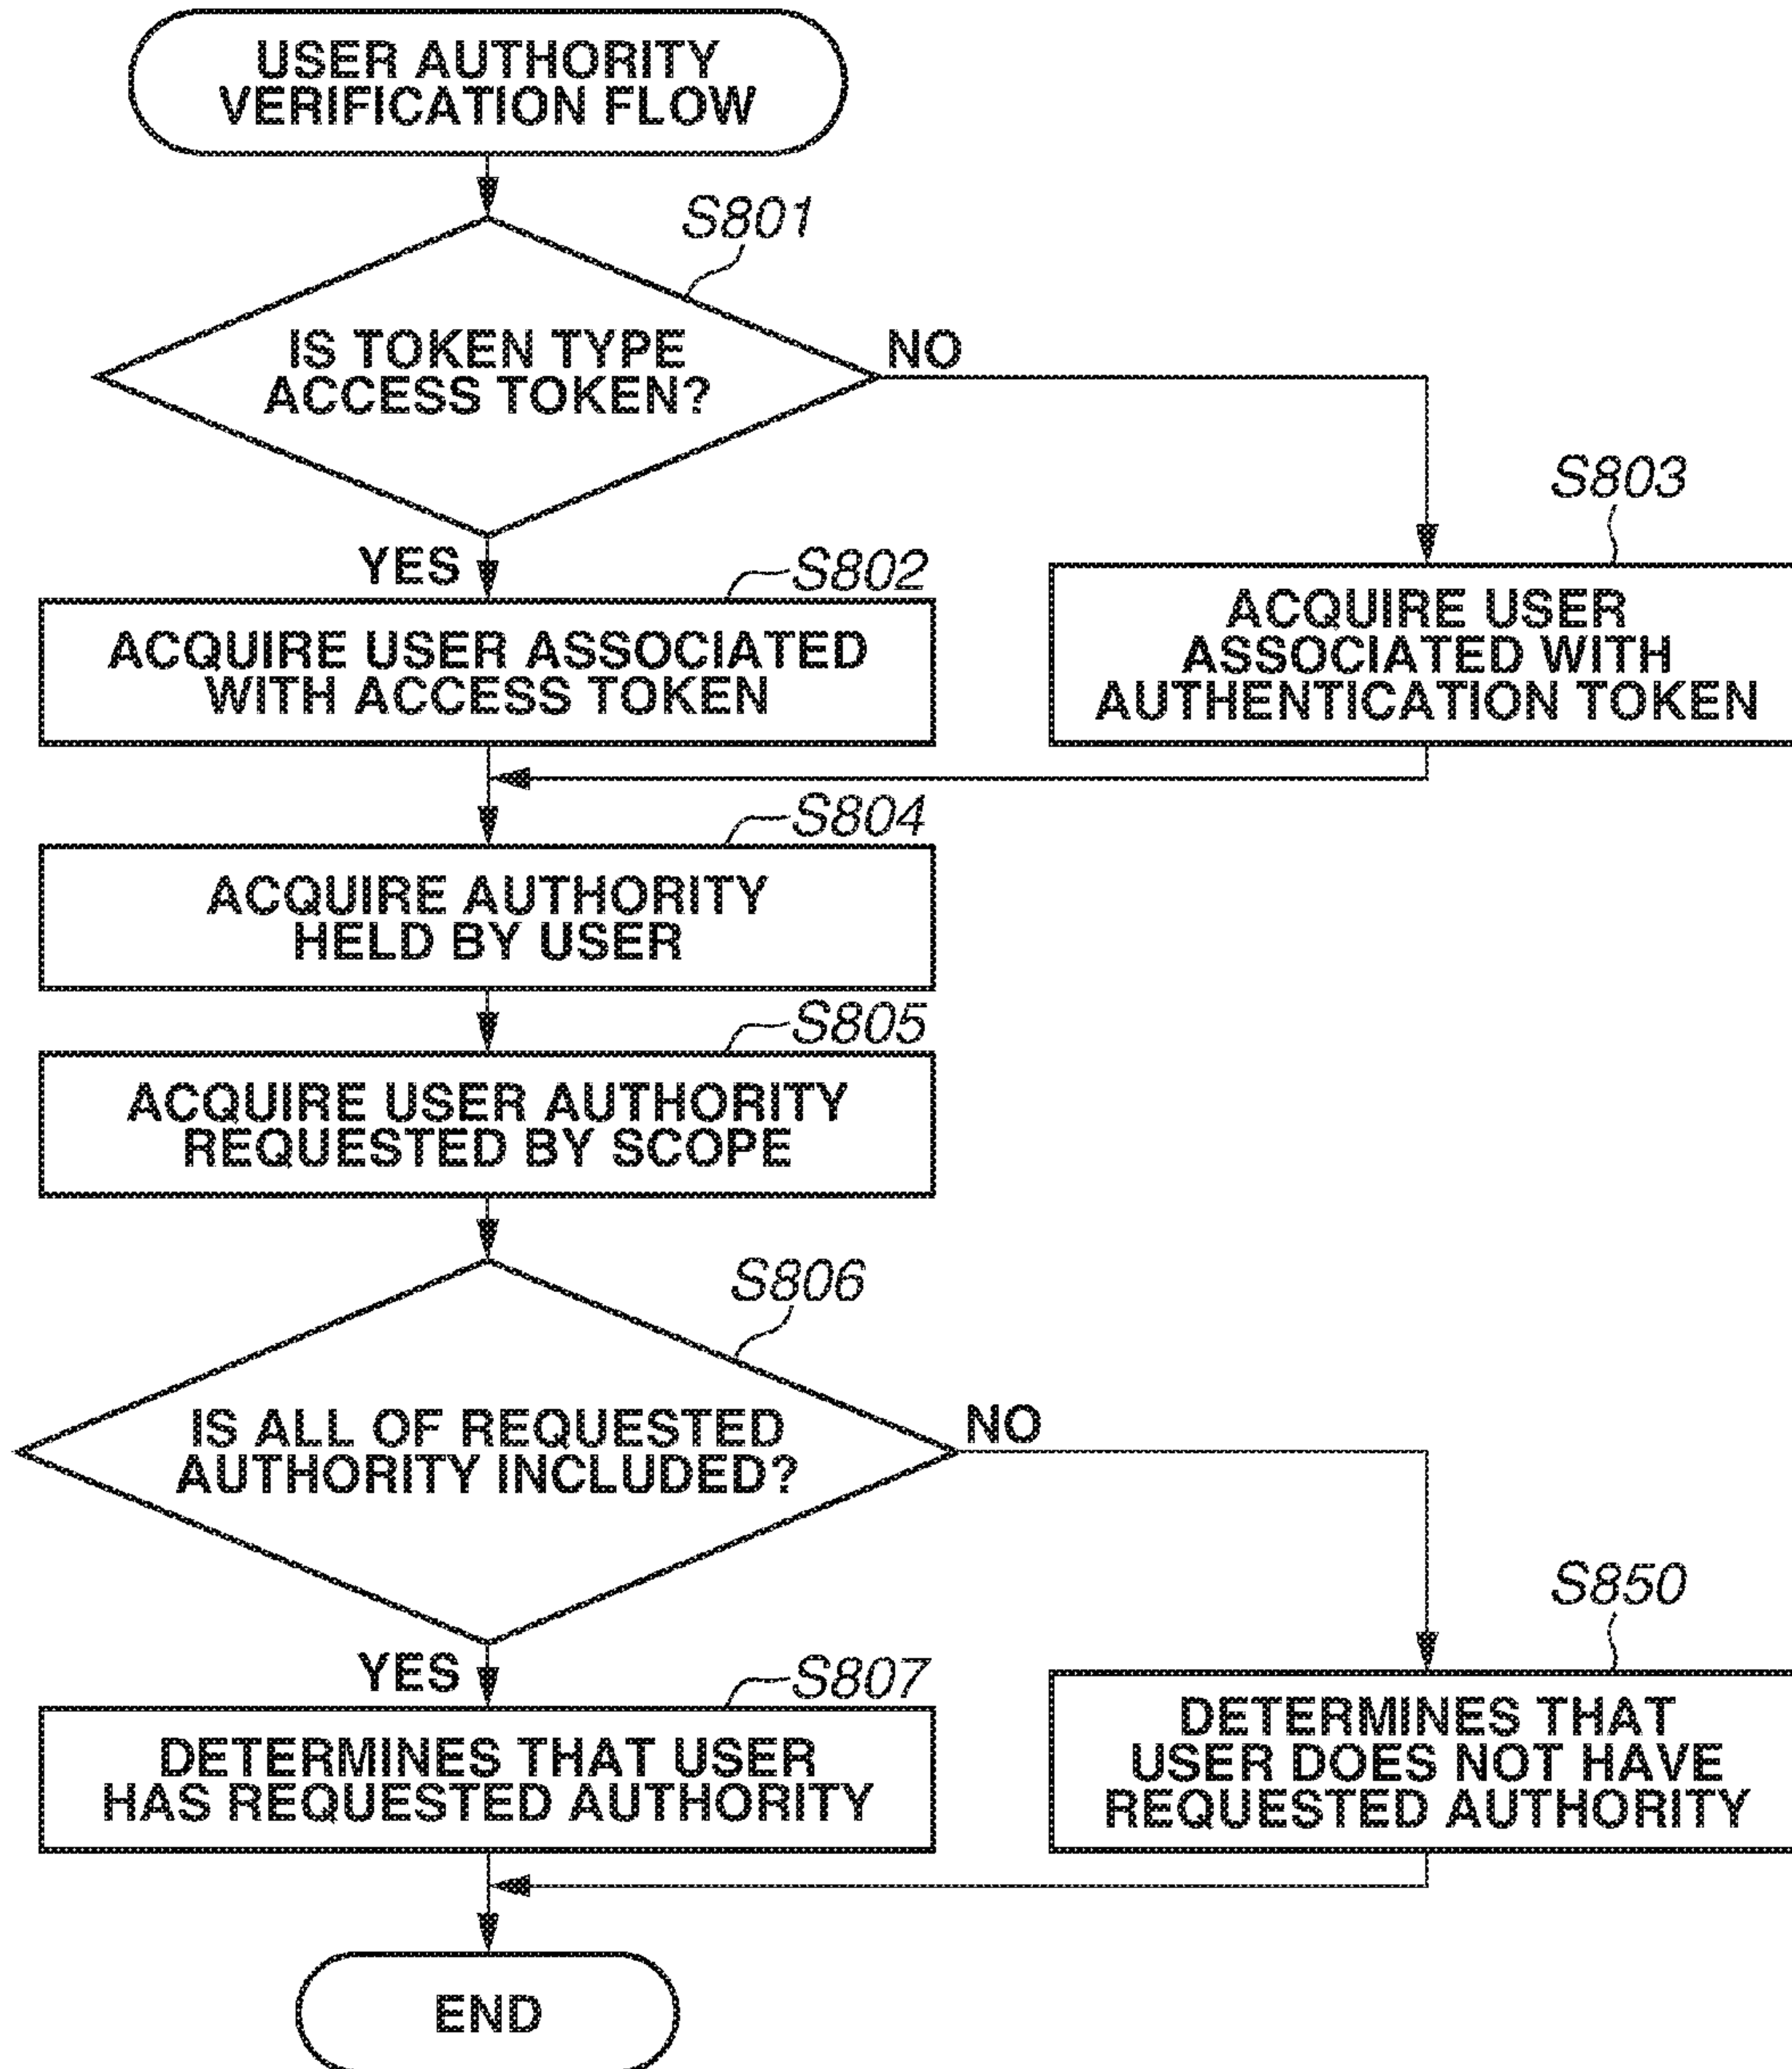 USER AUTHORITY
VERIFICATION FLOW
S801
IS TOKEN TYPE
ACCESS TOKEN?
NO
YES
S802
ACQUIRE USER ASSOCIATED
WITH ACCESS TOKEN
S803
ACQUIRE USER
ASSOCIATED WITH
AUTHENTICATION TOKEN
S804
ACQUIRE AUTHORITY
HELD BY USER
S805
ACQUIRE USER AUTHORITY
REQUESTED BY SCOPE
S806
IS ALL OF REQUESTED
AUTHORITY INCLUDED?
NO
YES
S807
DETERMINES THAT USER
HAS REQUESTED AUTHORITY
S850
DETERMINES THAT
USER DOES NOT HAVE
REQUESTED AUTHORITY
END